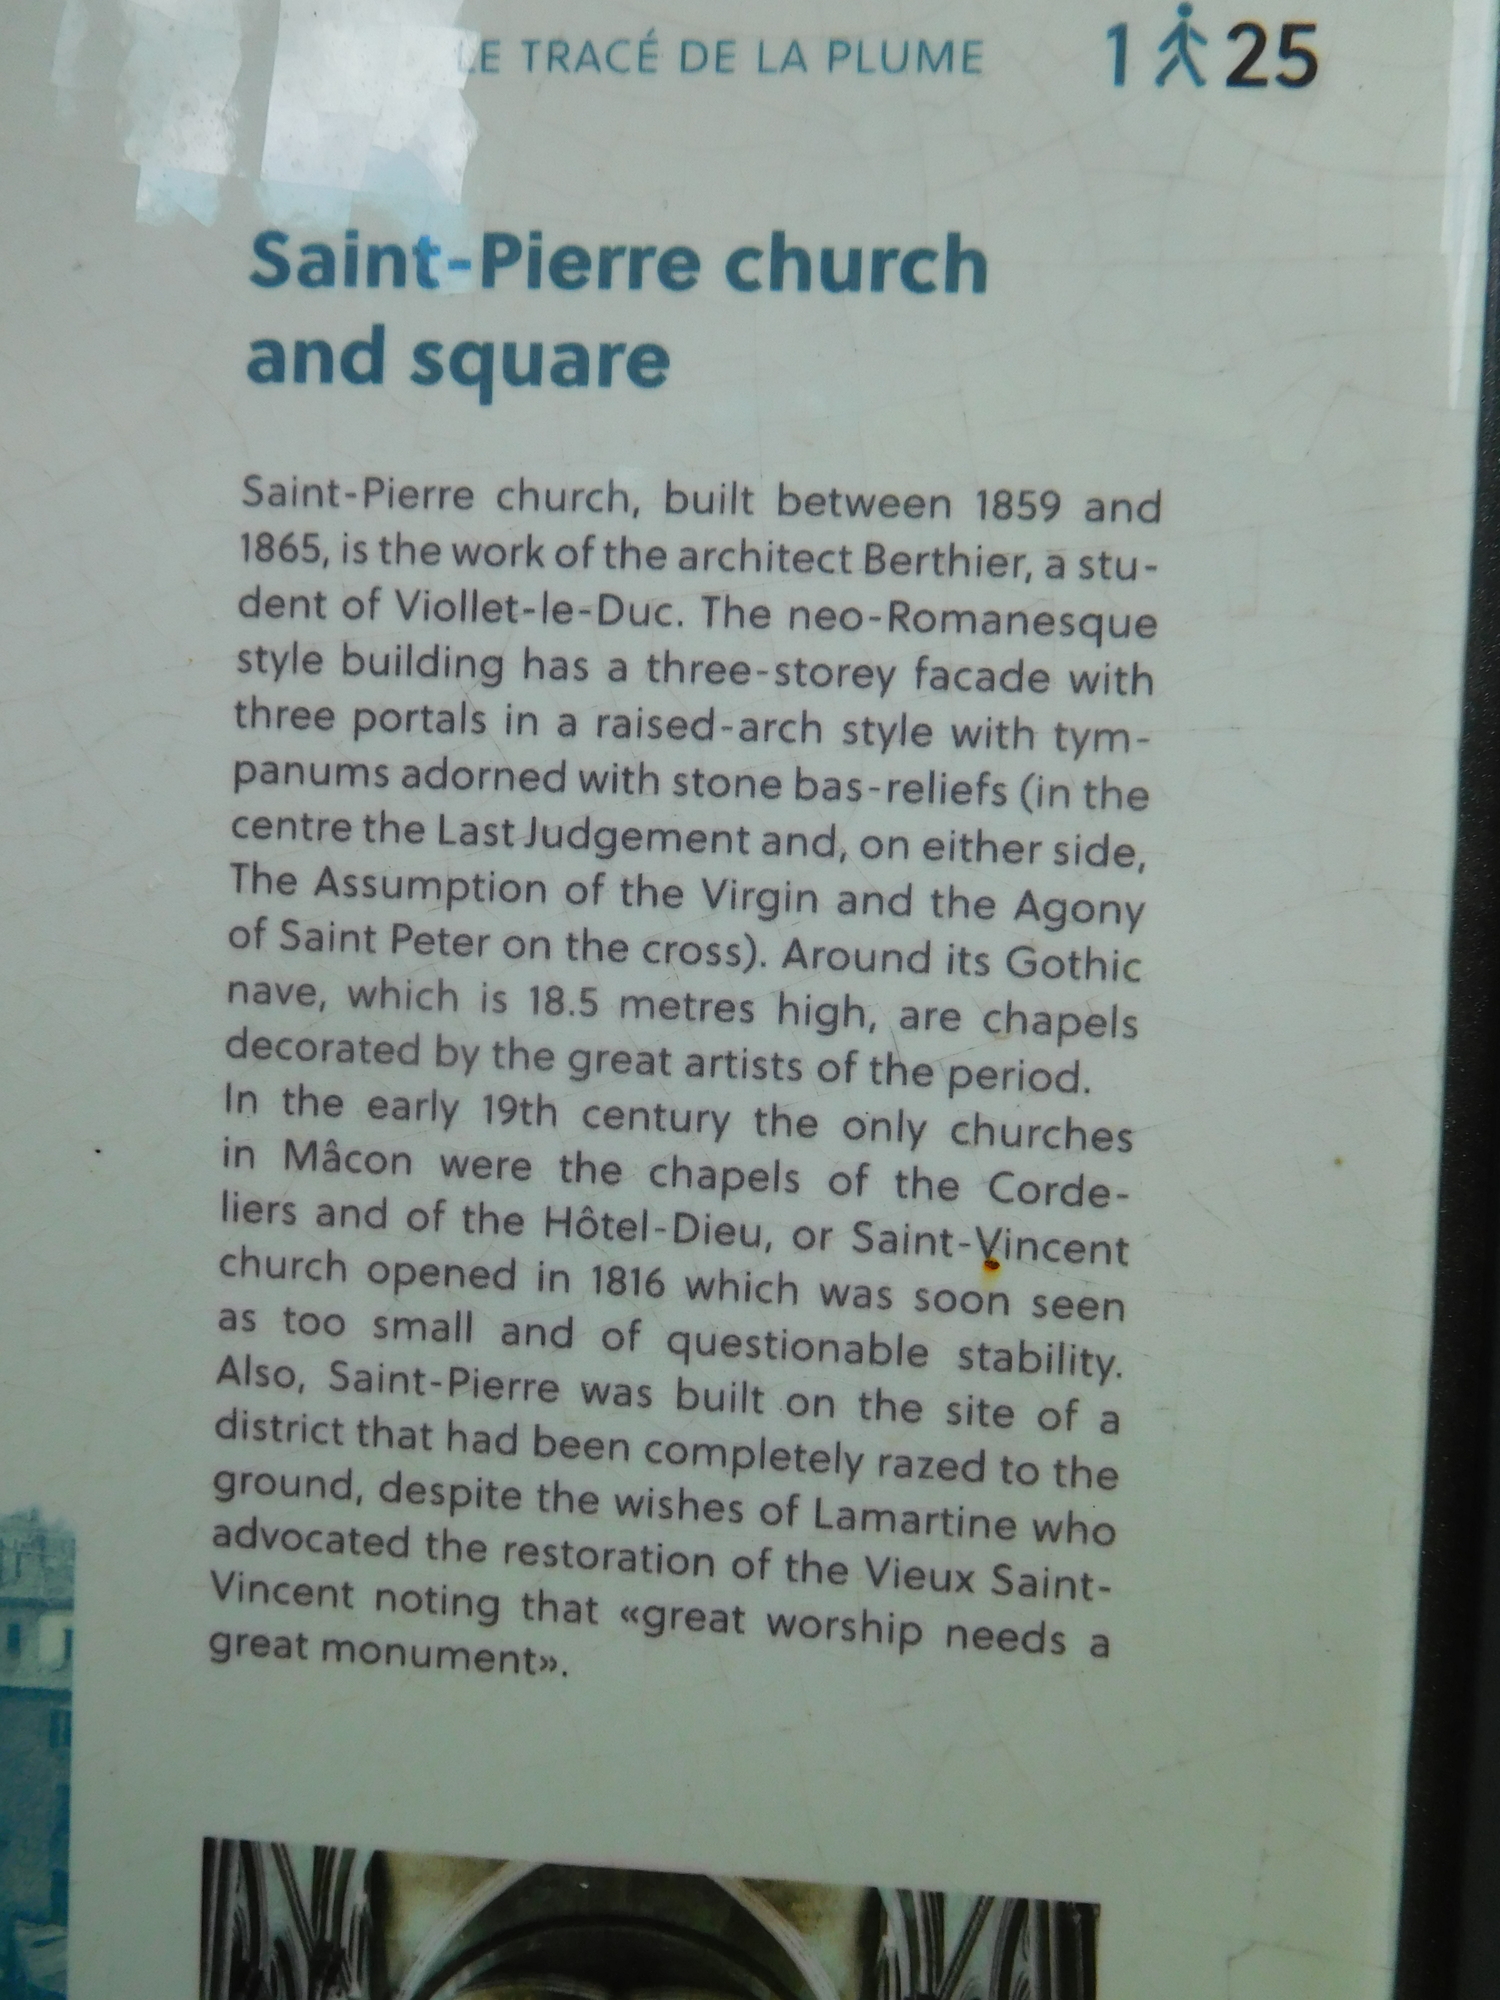 LE TRACÉ DE LA PLUME
1 25
Saint-Pierre church
and square
Saint-Pierre church, built between 1859 and
1865, is the work of the architect Berthier, a stu-
dent of Viollet-le-Duc. The neo-Romanesque
style building has a three-storey facade with
three portals in a raised-arch style with tym-
panums adorned with stone bas-reliefs (in the
centre the Last Judgement and, on either side,
The Assumption of the Virgin and the Agony
of Saint Peter on the cross). Around its Gothic
nave, which is 18.5 metres high, are chapels
decorated by the great artists of the period.
In the early 19th century the only churches
in Mâcon were the chapels of the Corde-
liers and of the Hôtel-Dieu, or Saint-Vincent
church opened in 1816 which was soon seen
as too small and of questionable stability.
Also, Saint-Pierre was built on the site of a
district that had been completely razed to the
ground, despite the wishes of Lamartine who
advocated the restoration of the Vieux Saint-
Vincent noting that «great worship needs a
great monument».